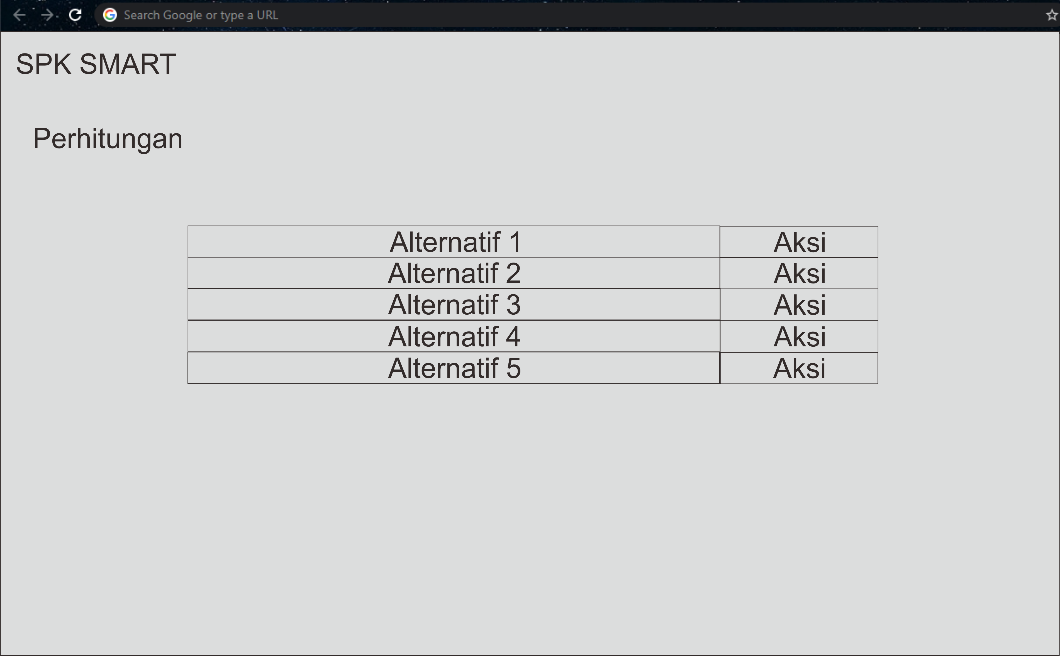 Search Google or type a URL
SPK SMART
Perhitungan
Alternatif 1 Aksi
Alternatif 2 Aksi
Alternatif 3 Aksi
Alternatif 4 Aksi
Alternatif 5 Aksi